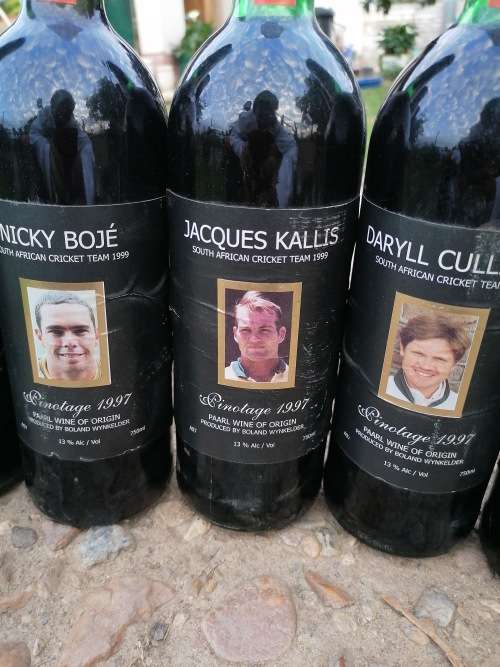 NICKY BOJÉ
SOUTH AFRICAN CRICKET TEAM 1999
Pinotage 1997
PAARL WINE OF ORIGIN
PRODUCED BY BOLAND WYNKELDER
13 % Alc / Vol
750ml
JACQUES KALLIS
SOUTH AFRICAN CRICKET TEAM 1999
Pinotage 1997
PAARL WINE OF ORIGIN
PRODUCED BY BOLAND WYNKELDER
A81
13 % Alc / Vol
750ml
DARYLL CULL
SOUTH AFRICAN CRICKET TEA
Pinotage 1997
PAARL WINE OF ORIGIN
PRODUCED BY BOLAND WYNKELDER
A81
13 % Alc / Vol
750ml